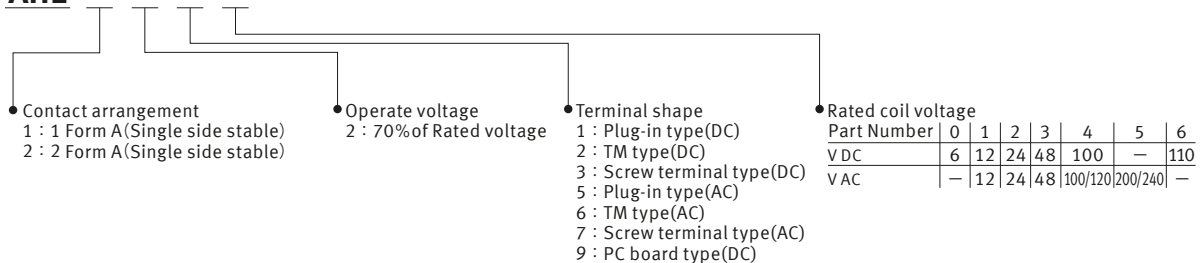 Contact arrangement
1 : 1 Form A(Single side stable)
2 : 2 Form A(Single side stable)
Operate voltage
2 : 70%of Rated voltage
Terminal shape
1 : Plug-in type(DC)
2 : TM type(DC)
3 : Screw terminal type(DC)
5 : Plug-in type(AC)
6 : TM type(AC)
7 : Screw terminal type(AC)
9 : PC board type(DC)
Rated coil voltage
Part Number 0 1 2 3 4 5 6
V DC 6 12 24 48 100 — 110
V AC — 12 24 48 100/120 200/240 —